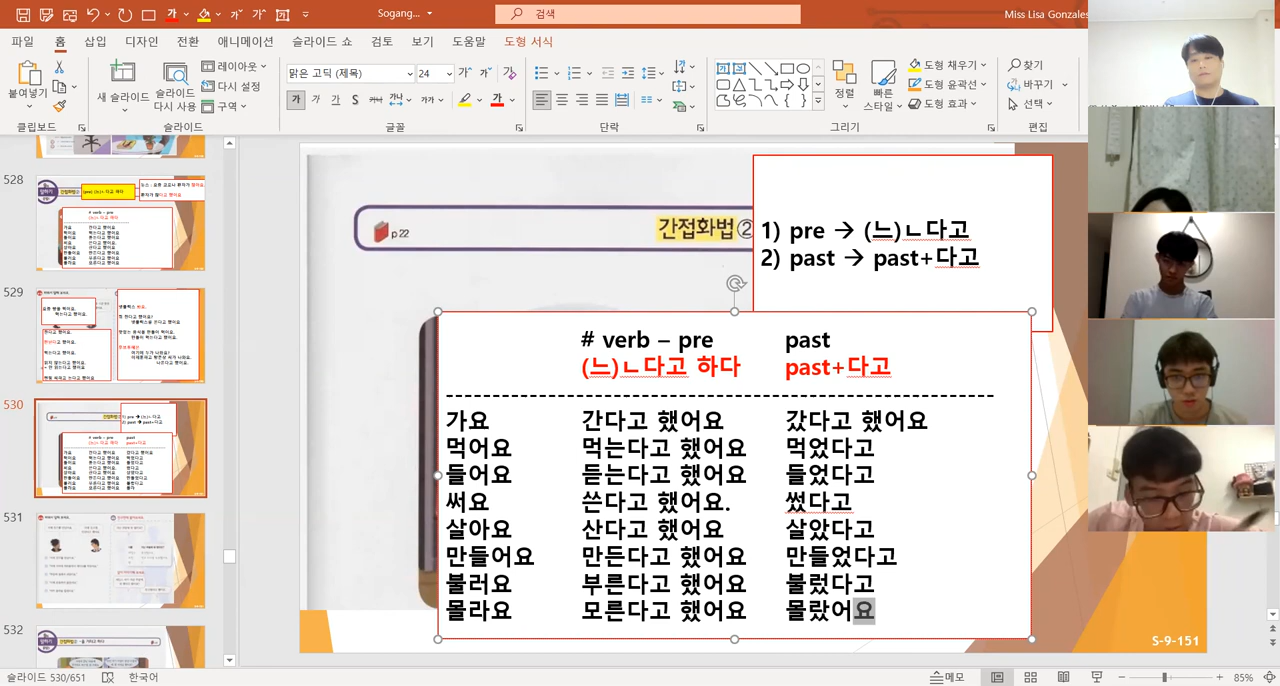 Sogang...
검색
Miss Lisa Gonzales
파일 홈 삽입 디자인 전환 애니메이션 슬라이드 쇼 검토 보기 도움말 도형 서식
붙여넣기
새 슬라이드
슬라이드 다시 사용
레이아웃
다시 설정
구역
맑은 고딕 (제목) 24
정렬
빠른 스타일
도형 채우기
도형 윤곽선
도형 효과
찾기
바꾸기
선택
클립보드 슬라이드 글꼴 단락 그리기 편집
528
529
530
531
532
p 22
간접화법②
1) pre → (느)ㄴ다고
2) past → past+다고
# verb – pre past
(느)ㄴ다고 하다 past+다고
----------------------------------------------------------
가요 간다고 했어요 갔다고 했어요
먹어요 먹는다고 했어요 먹었다고
들어요 듣는다고 했어요 들었다고
써요 쓴다고 했어요. 썼다고
살아요 산다고 했어요 살았다고
만들어요 만든다고 했어요 만들었다고
불러요 부른다고 했어요 불렀다고
몰라요 모른다고 했어요 몰랐어요
S-9-151
슬라이드 530/651 한국어
메모
85%